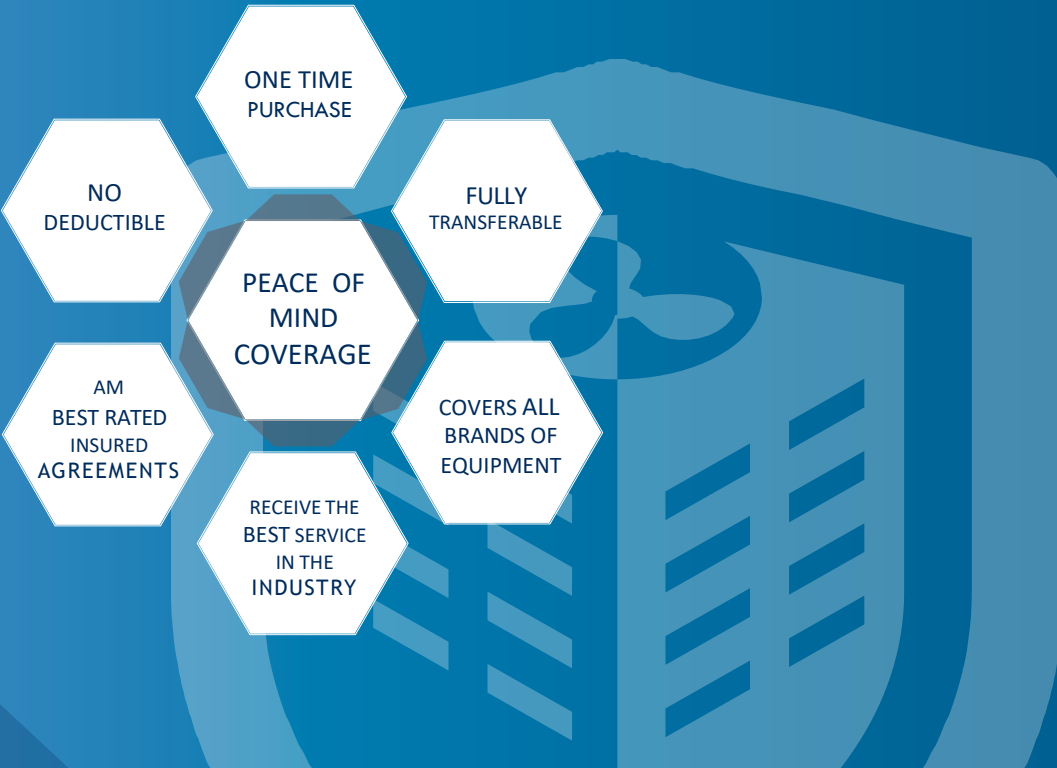 ONE TIME
PURCHASE
NO
DEDUCTIBLE
FULLY
TRANSFERABLE
PEACE OF
MIND
COVERAGE
AM
BEST RATED
INSURED
AGREEMENTS
COVERS ALL
BRANDS OF
EQUIPMENT
RECEIVE THE
BEST SERVICE
IN THE
INDUSTRY